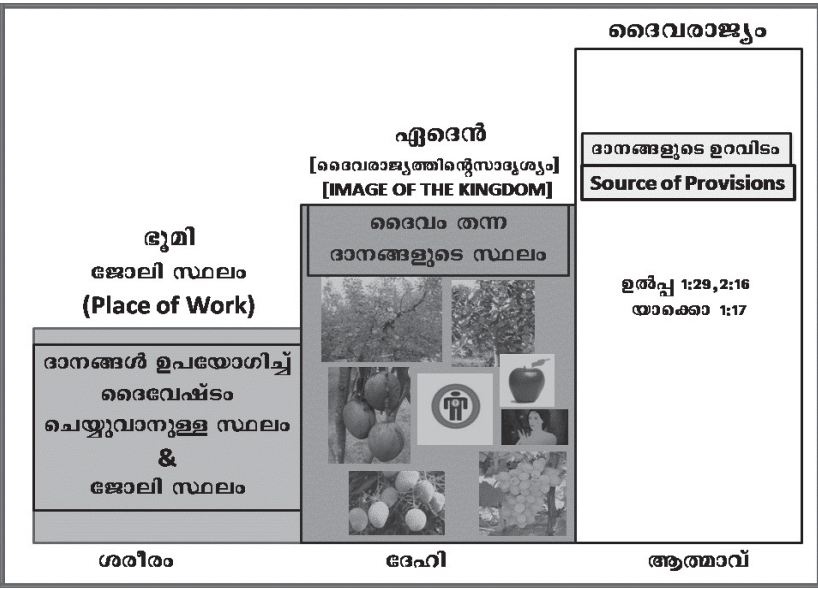 ദൈവരാജ്യം
ദാനങ്ങളുടെ ഉറവിടം
Source of Provisions
ഉൽപ്പ 1:29,2:16
യാക്കൊ 1:17
ഏദെൻ
[ദൈവരാജ്യത്തിന്റെസാദൃശ്യം]
[IMAGE OF THE KINGDOM]
ദൈവം തന്ന
ദാനങ്ങളുടെ സ്ഥലം
ഭൂമി
ജോലി സ്ഥലം
(Place of Work)
ദാനങ്ങൾ ഉപയോഗിച്ച്
ദൈവേഷ്ടം
ചെയ്യുവാനുള്ള സ്ഥലം
&
ജോലി സ്ഥലം
ശരീരം
ദേഹി
ആത്മാവ്